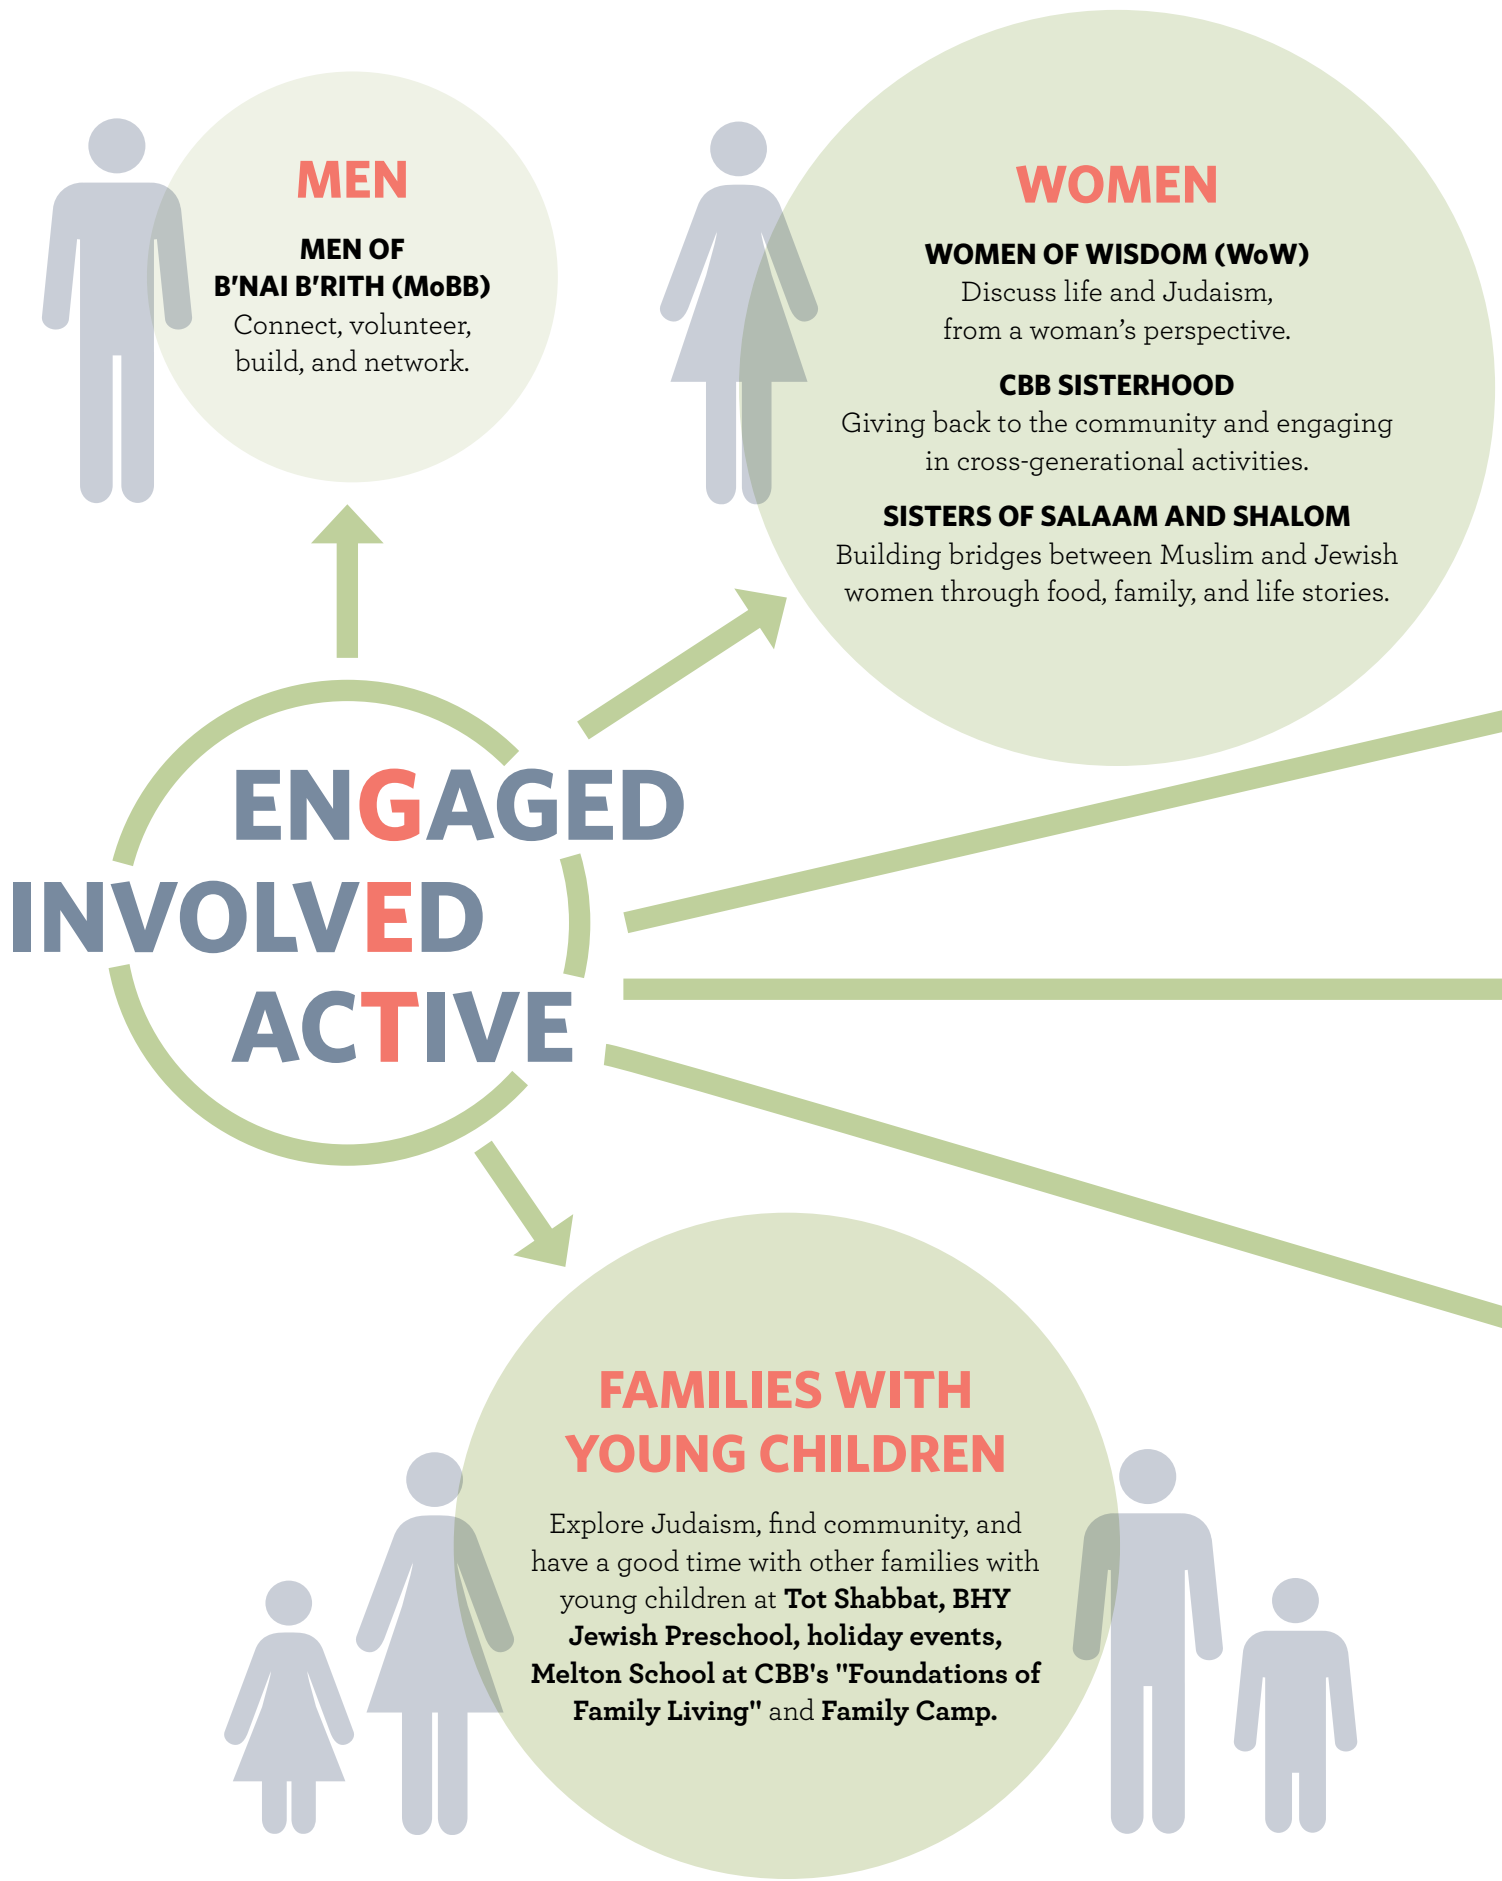 MEN
MEN OF
B'NAI B'RITH (MoBB)
Connect, volunteer,
build, and network.
WOMEN
WOMEN OF WISDOM (WoW)
Discuss life and Judaism,
from a woman's perspective.
CBB SISTERHOOD
Giving back to the community and engaging
in cross-generational activities.
SISTERS OF SALAAM AND SHALOM
Building bridges between Muslim and Jewish
women through food, family, and life stories.
ENGAGED
INVOLVED
ACTIVE
FAMILIES WITH
YOUNG CHILDREN
Explore Judaism, find community, and
have a good time with other families with
young children at Tot Shabbat, BHY
Jewish Preschool, holiday events,
Melton School at CBB's "Foundations of
Family Living" and Family Camp.